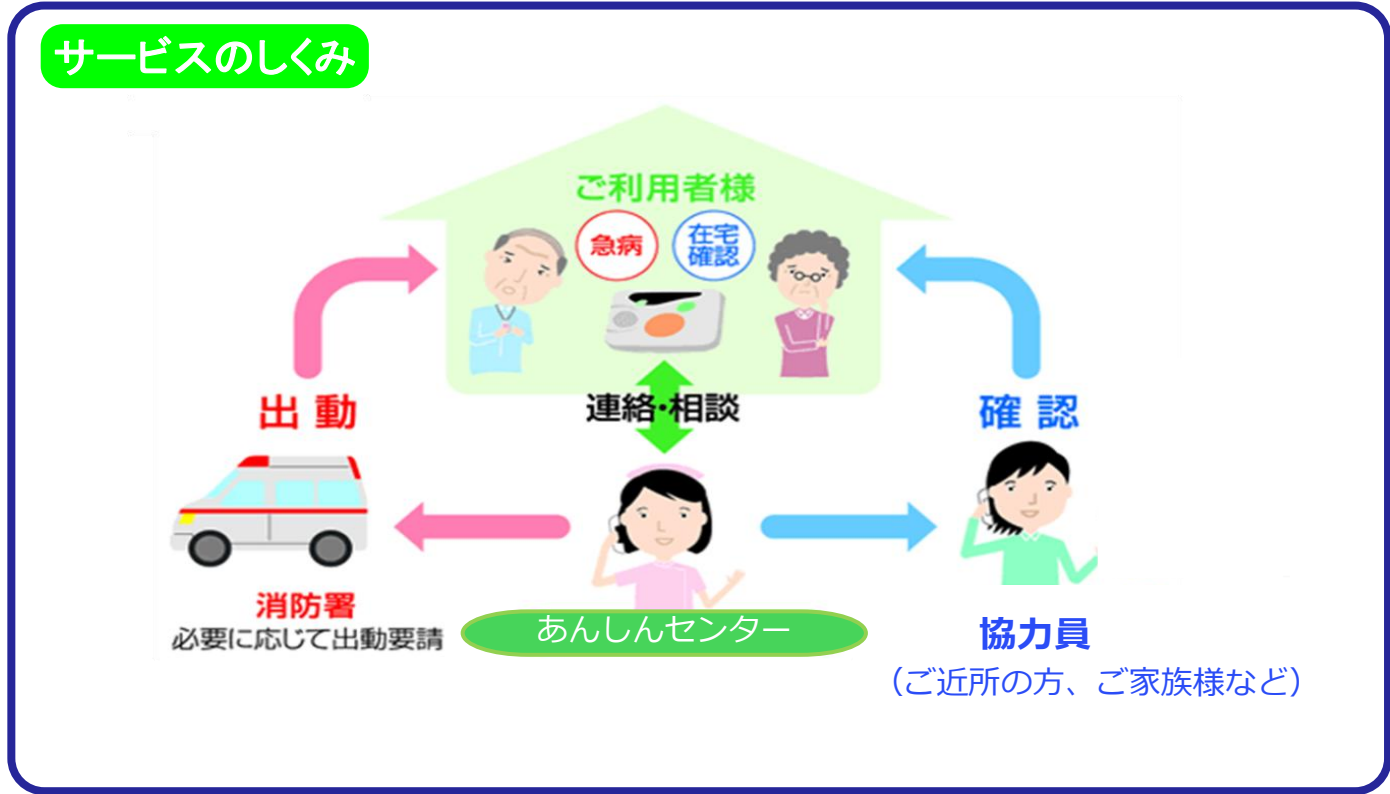 サービスのしくみ
ご利用者様
急病
在宅
確認
出動
連絡・相談
確認
消防署
必要に応じて出動要請
あんしんセンター
協力員
（ご近所の方、ご家族様など）